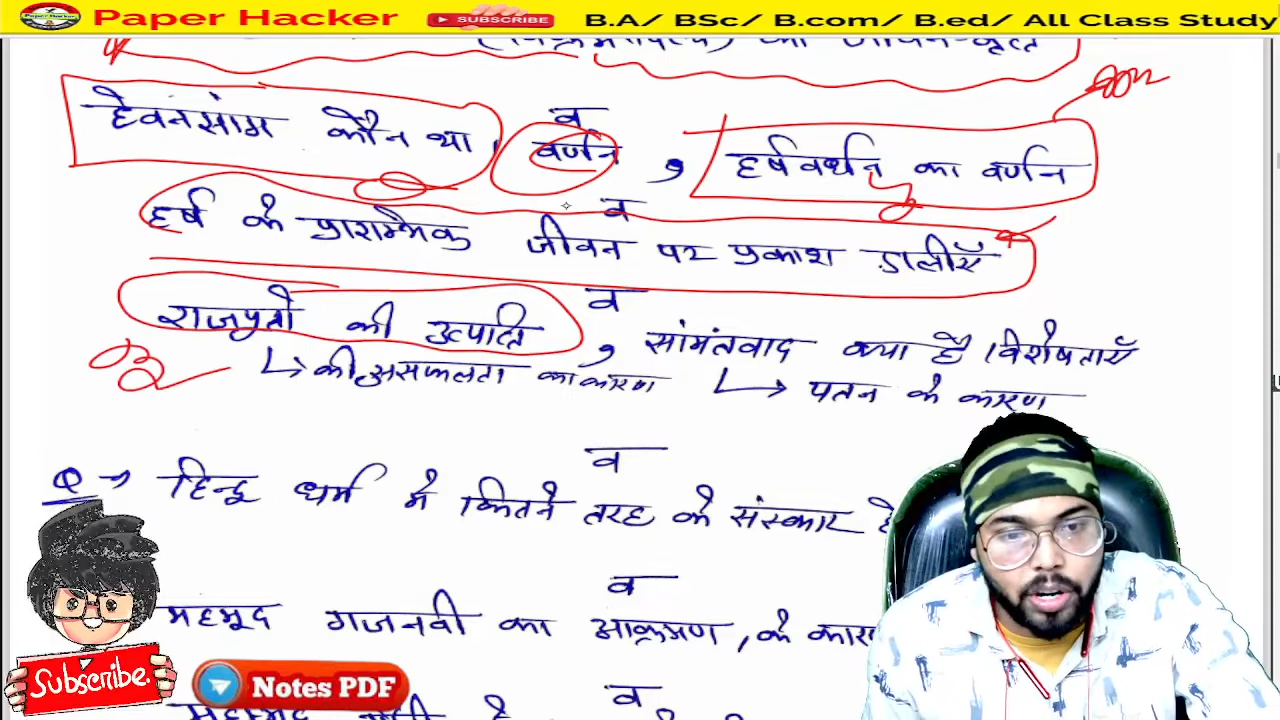 Paper Hacker SUBSCRIBE B.A/ BSc/ B.com/ B.ed/ All Class Study
का जीवन-वृत्त
हेवनसांग कौन था, व वर्णन, हर्षवर्धन का वर्णन
व
हर्ष के प्रारम्भिक जीवन पर प्रकाश डालीयें
व
राजपूतो की उत्पत्ति, सांमंतवाद क्या है। विशेषतायें
↳ की असफलता का कारण ↳ पतन के कारण
व
Q → हिन्दू धर्म मे कितने तरह के संस्कार
व
महमूद गजनवी का आक्रमण, के
व
Subscribe.
Notes PDF